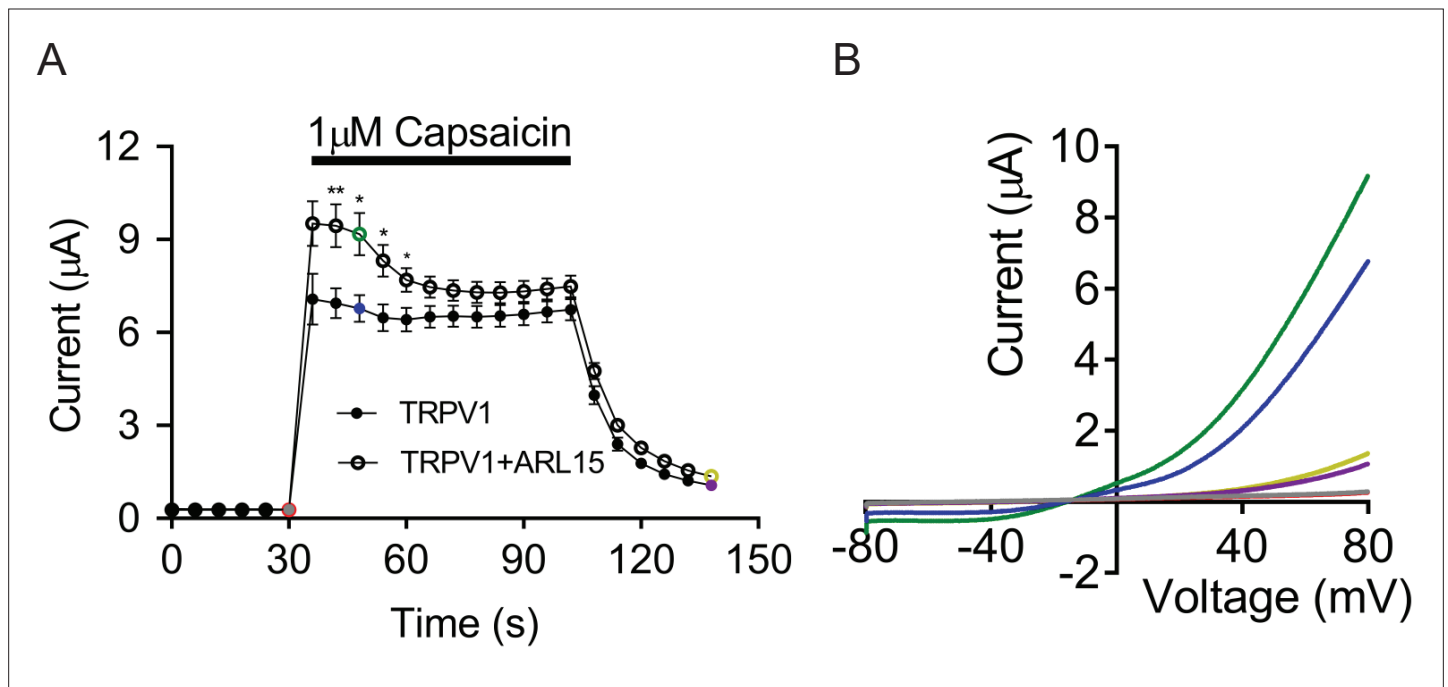 A
1μM Capsaicin
12
9
6
3
0
Current (μA)
**
*
*
*
TRPV1
TRPV1+ARL15
0 30 60 90 120 150
Time (s)
B
10
8
6
4
2
-2
Current (μA)
-80 -40 40 80
Voltage (mV)